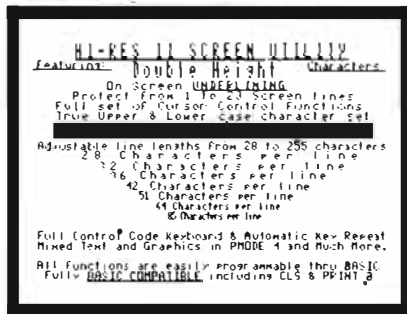 HI-RES II SCREEN UTILITY
Featuring: Double Height Characters
On Screen UNDERLINING
Protect from 1 to 23 Screen lines
Full set of Cursor Control Functions
True Upper & Lower case character set
Adjustable line lengths from 28 to 255 characters
28 Characters per line
32 Characters per line
36 Characters per line
42 Characters per line
51 Characters per line
64 Characters per line
85 Characters per line
Full Control Code Keyboard & Automatic Key Repeat
Mixed Text and Graphics in PMODE 4 and Much More.
All Functions are easily programmable thru BASIC
Fully BASIC COMPATIBLE including CLS & PRINT @